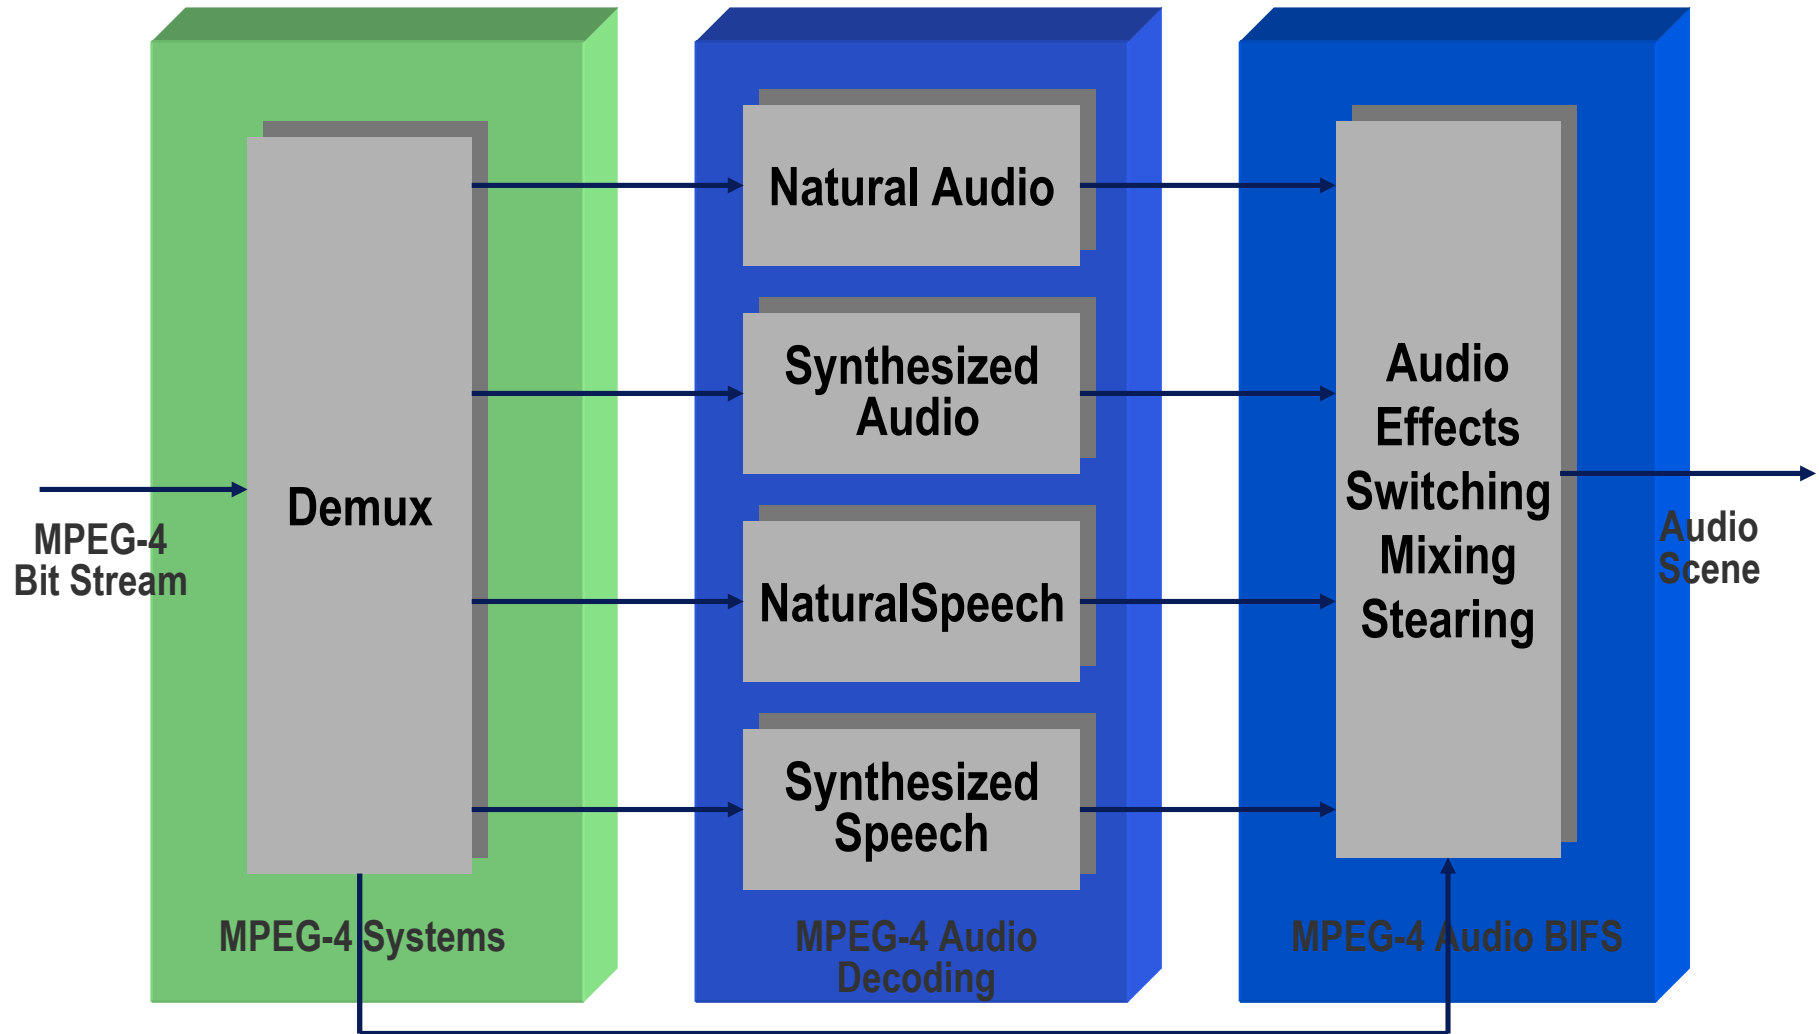 MPEG-4
Bit Stream
Demux
MPEG-4 Systems
Natural Audio
Synthesized
Audio
NaturalSpeech
Synthesized
Speech
MPEG-4 Audio
Decoding
Audio
Effects
Switching
Mixing
Stearing
MPEG-4 Audio BIFS
Audio
Scene